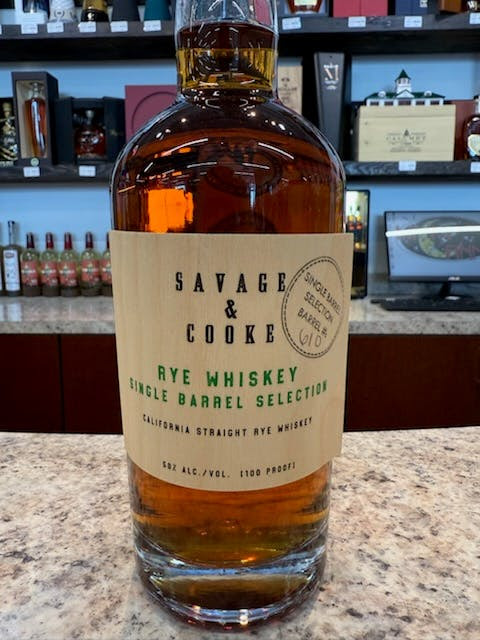 SAVAGE
&
COOKE
SINGLE BARREL
SELECTION
BARREL #:
610
RYE WHISKEY
SINGLE BARREL SELECTION
CALIFORNIA STRAIGHT RYE WHISKEY
50% ALC./VOL. [100 PROOF]